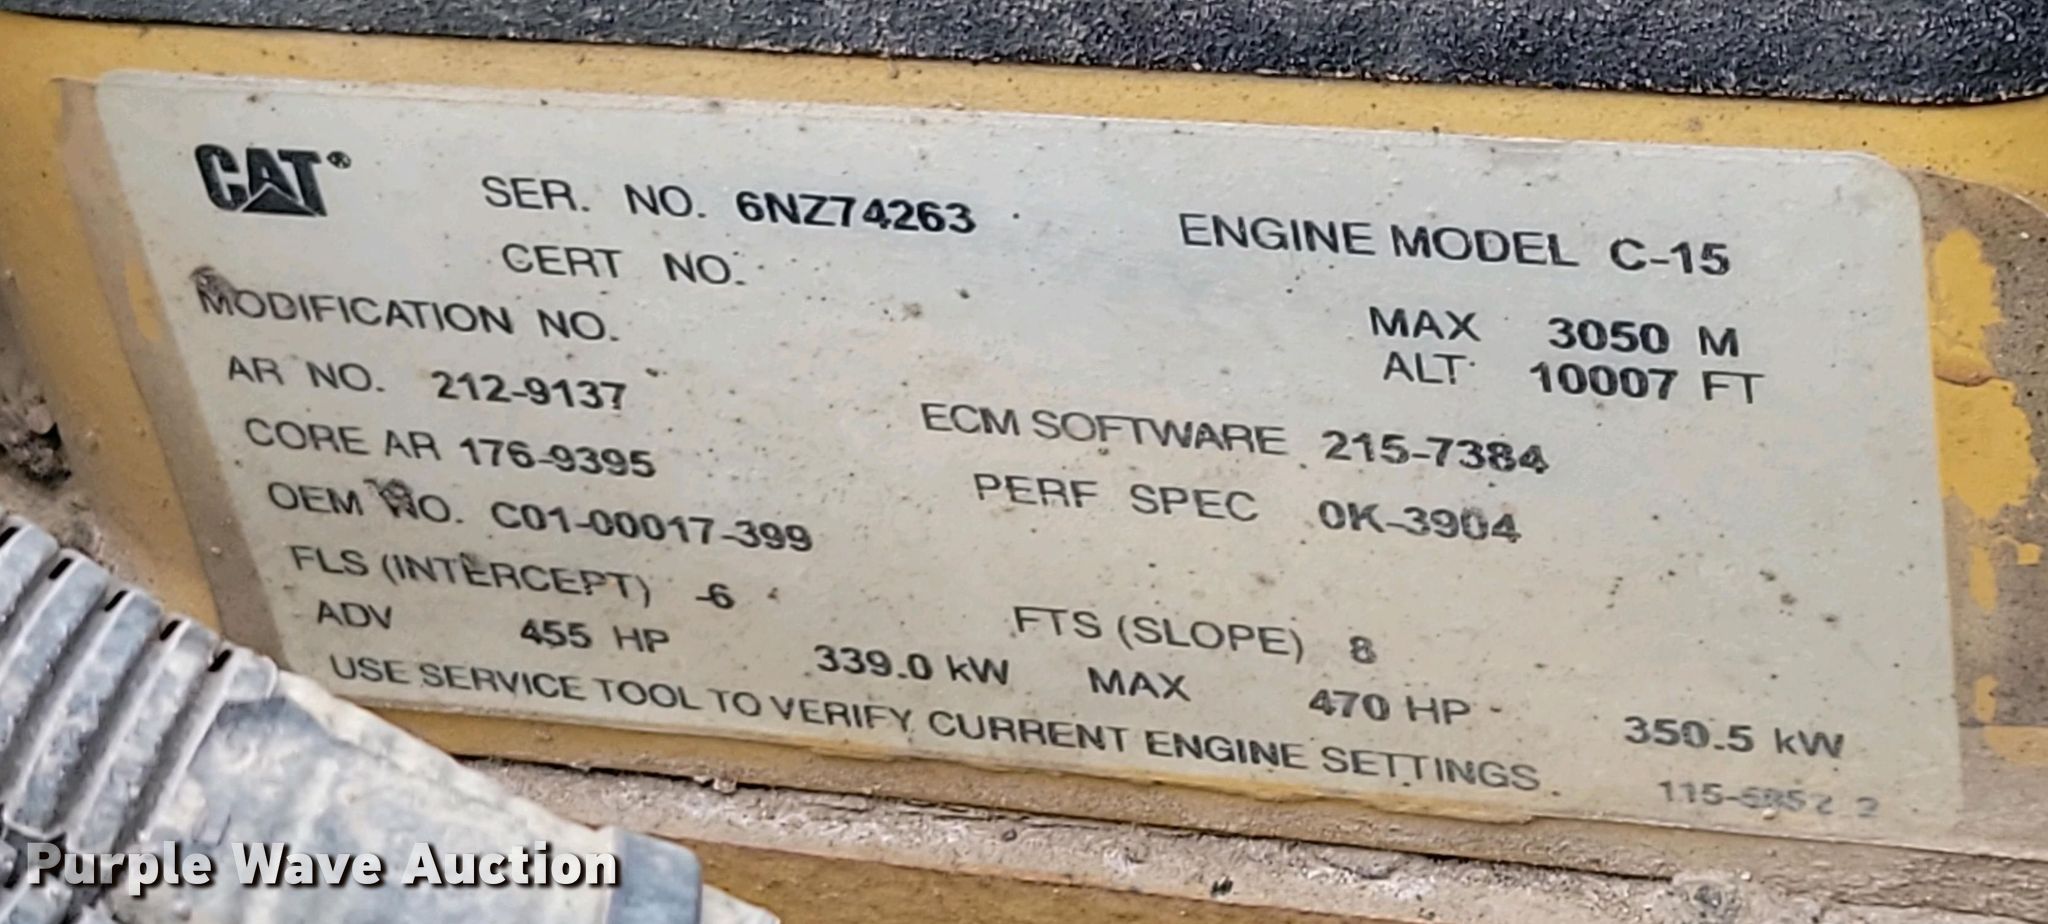 CAT®
SER. NO. 6NZ74263
ENGINE MODEL C-15
CERT NO.
MODIFICATION NO.
MAX 3050 M
ALT 10007 FT
AR NO. 212-9137
ECM SOFTWARE 215-7384
CORE AR 176-9395
PERF SPEC 0K-3904
OEM NO. C01-00017-399
FLS (INTERCEPT) -6
FTS (SLOPE) 8
ADV 455 HP 339.0 kW MAX 470 HP 350.5 kW
USE SERVICE TOOL TO VERIFY CURRENT ENGINE SETTINGS
Purple Wave Auction